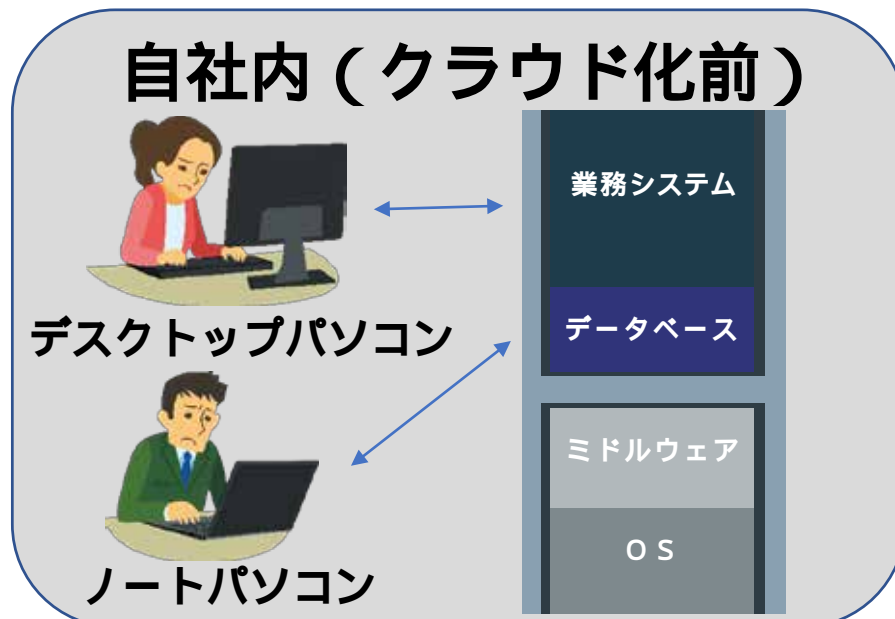 自社内(クラウド化前)
業務システム
データベース
デスクトップパソコン
ミドルウェア
OS
ノートパソコン